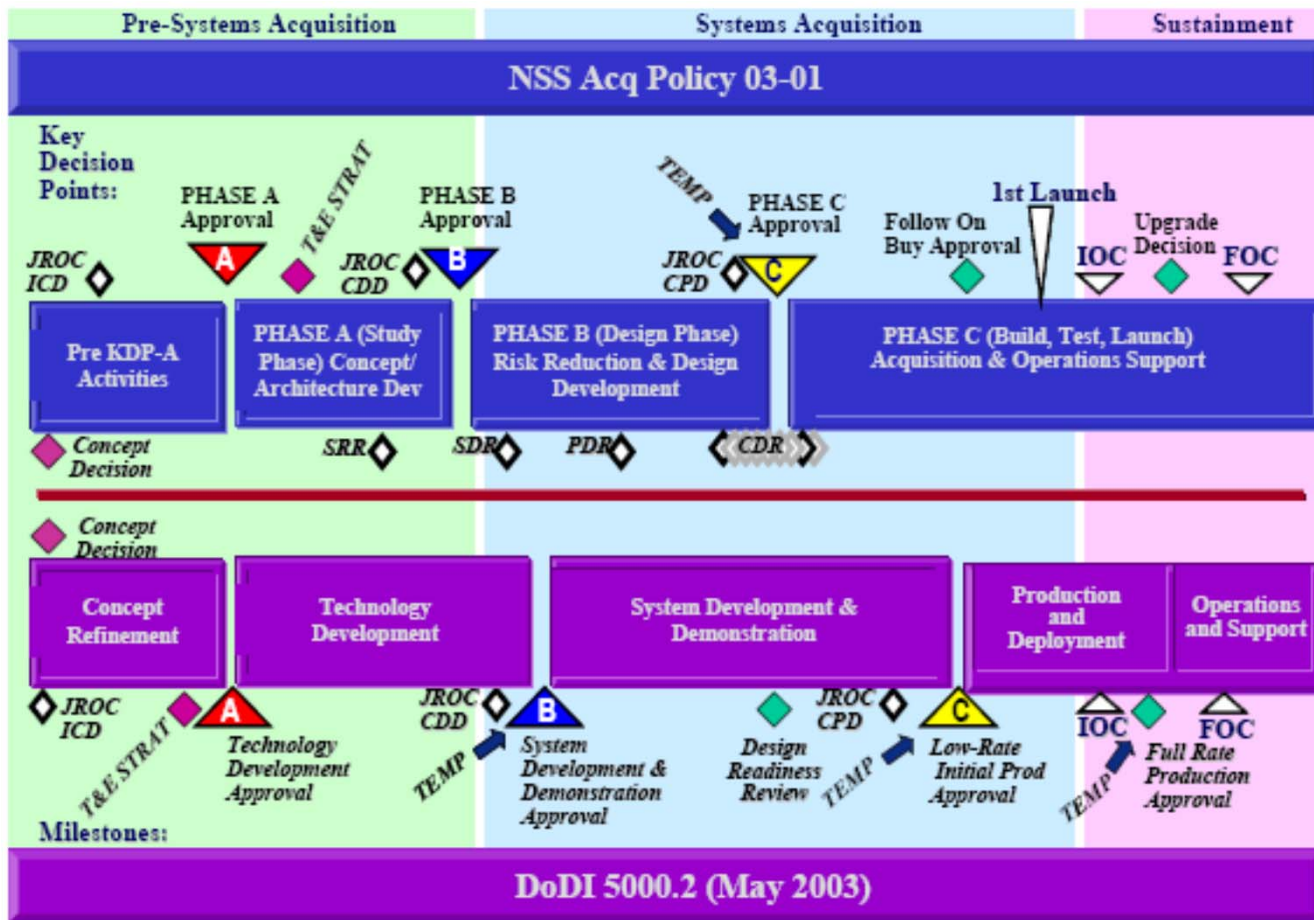 Pre-Systems Acquisition
Systems Acquisition
Sustainment
NSS Acq Policy 03-01
Key
Decision
Points:
PHASE A
Approval
T&E STRAT
PHASE B
Approval
TEMP
PHASE C
Approval
Follow On
Buy Approval
1st Launch
Upgrade
Decision
JROC
ICD
A
JROC
CDD
B
JROC
CPD
C
IOC
FOC
Pre KDP-A
Activities
PHASE A (Study
Phase) Concept/
Architecture Dev
PHASE B (Design Phase)
Risk Reduction & Design
Development
PHASE C (Build, Test, Launch)
Acquisition & Operations Support
Concept
Decision
SRR
SDR
PDR
CDR
Concept
Decision
Concept
Refinement
Technology
Development
System Development &
Demonstration
Production
and
Deployment
Operations
and Support
JROC
ICD
T&E STRAT
A
Technology
Development
Approval
JROC
CDD
TEMP
B
System
Development &
Demonstration
Approval
Design
Readiness
Review
JROC
CPD
TEMP
C
Low-Rate
Initial Prod
Approval
IOC
TEMP
Full Rate
Production
Approval
FOC
Milestones:
DoDI 5000.2 (May 2003)